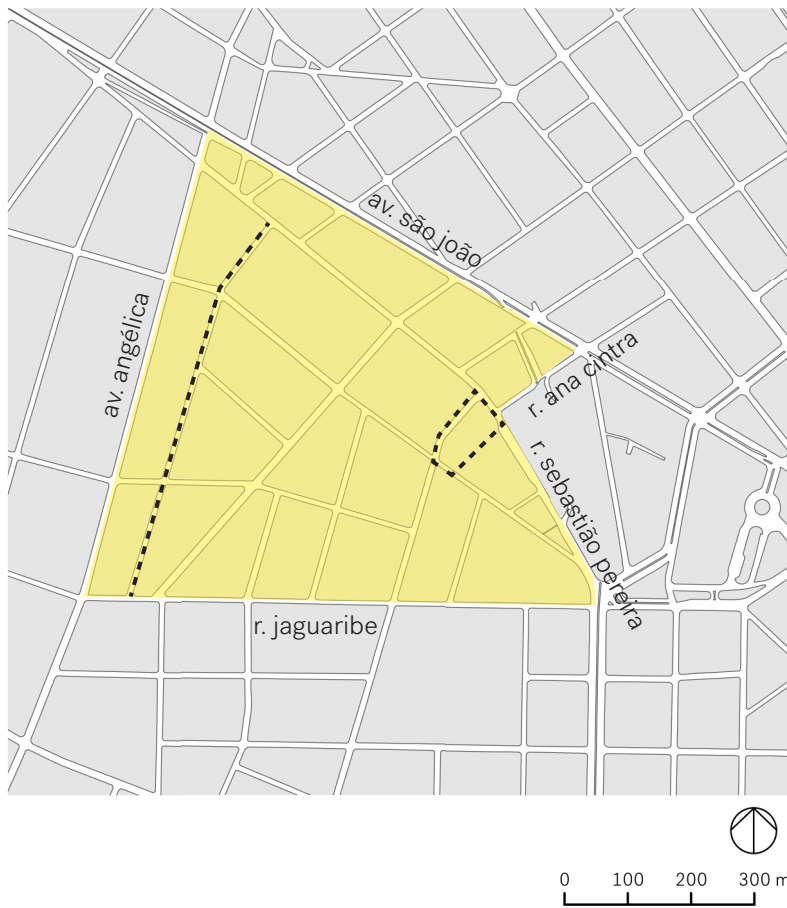 av. são joão
av. angélica
r. ana cintra
r. sebastião pereira
r. jaguaribe
0 100 200 300 m